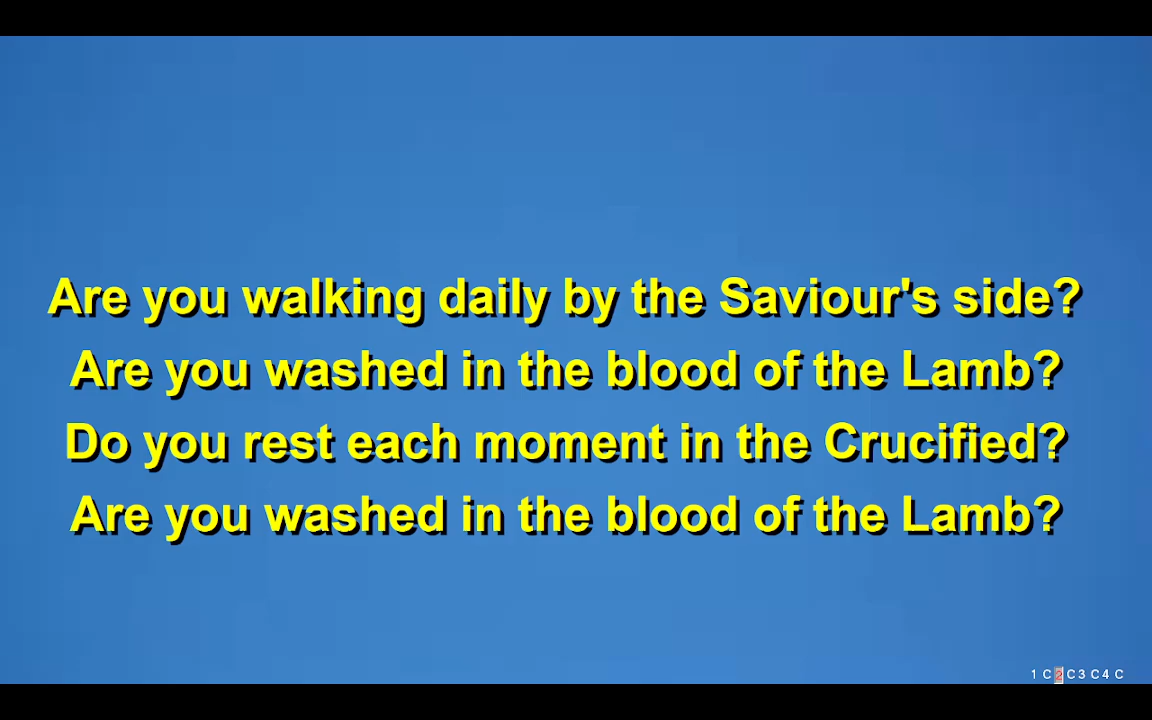 Are you walking daily by the Saviour's side?
Are you washed in the blood of the Lamb?
Do you rest each moment in the Crucified?
Are you washed in the blood of the Lamb?
1 C 2 C 3 C 4 C